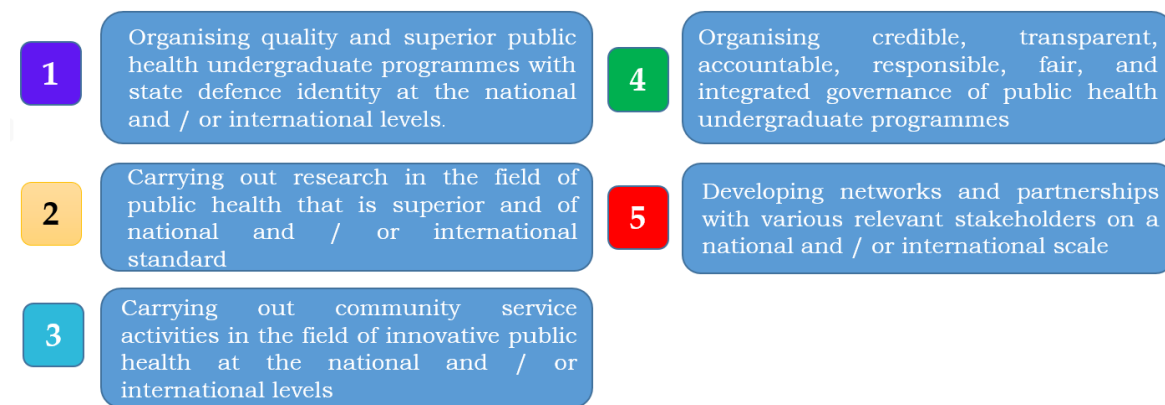 1
Organising quality and superior public
health undergraduate programmes with
state defence identity at the national
and / or international levels.
2
Carrying out research in the field of
public health that is superior and of
national and / or international
standard
3
Carrying out community service
activities in the field of innovative public
health at the national and / or
international levels
4
Organising credible, transparent,
accountable, responsible, fair, and
integrated governance of public health
undergraduate programmes
5
Developing networks and partnerships
with various relevant stakeholders on a
national and / or international scale